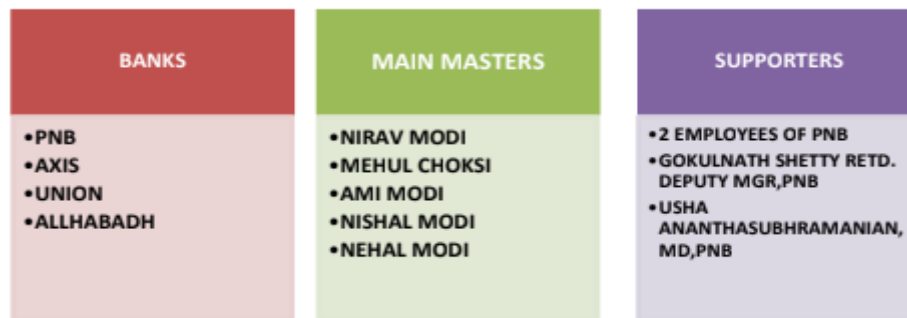 BANKS
•PNB
•AXIS
•UNION
•ALLHABADH
MAIN MASTERS
•NIRAV MODI
•MEHUL CHOKSI
•AMI MODI
•NISHAL MODI
•NEHAL MODI
SUPPORTERS
•2 EMPLOYEES OF PNB
•GOKULNATH SHETTY RETD.
DEPUTY MGR,PNB
•USHA
ANANTHASUBHRAMANIAN,
MD,PNB